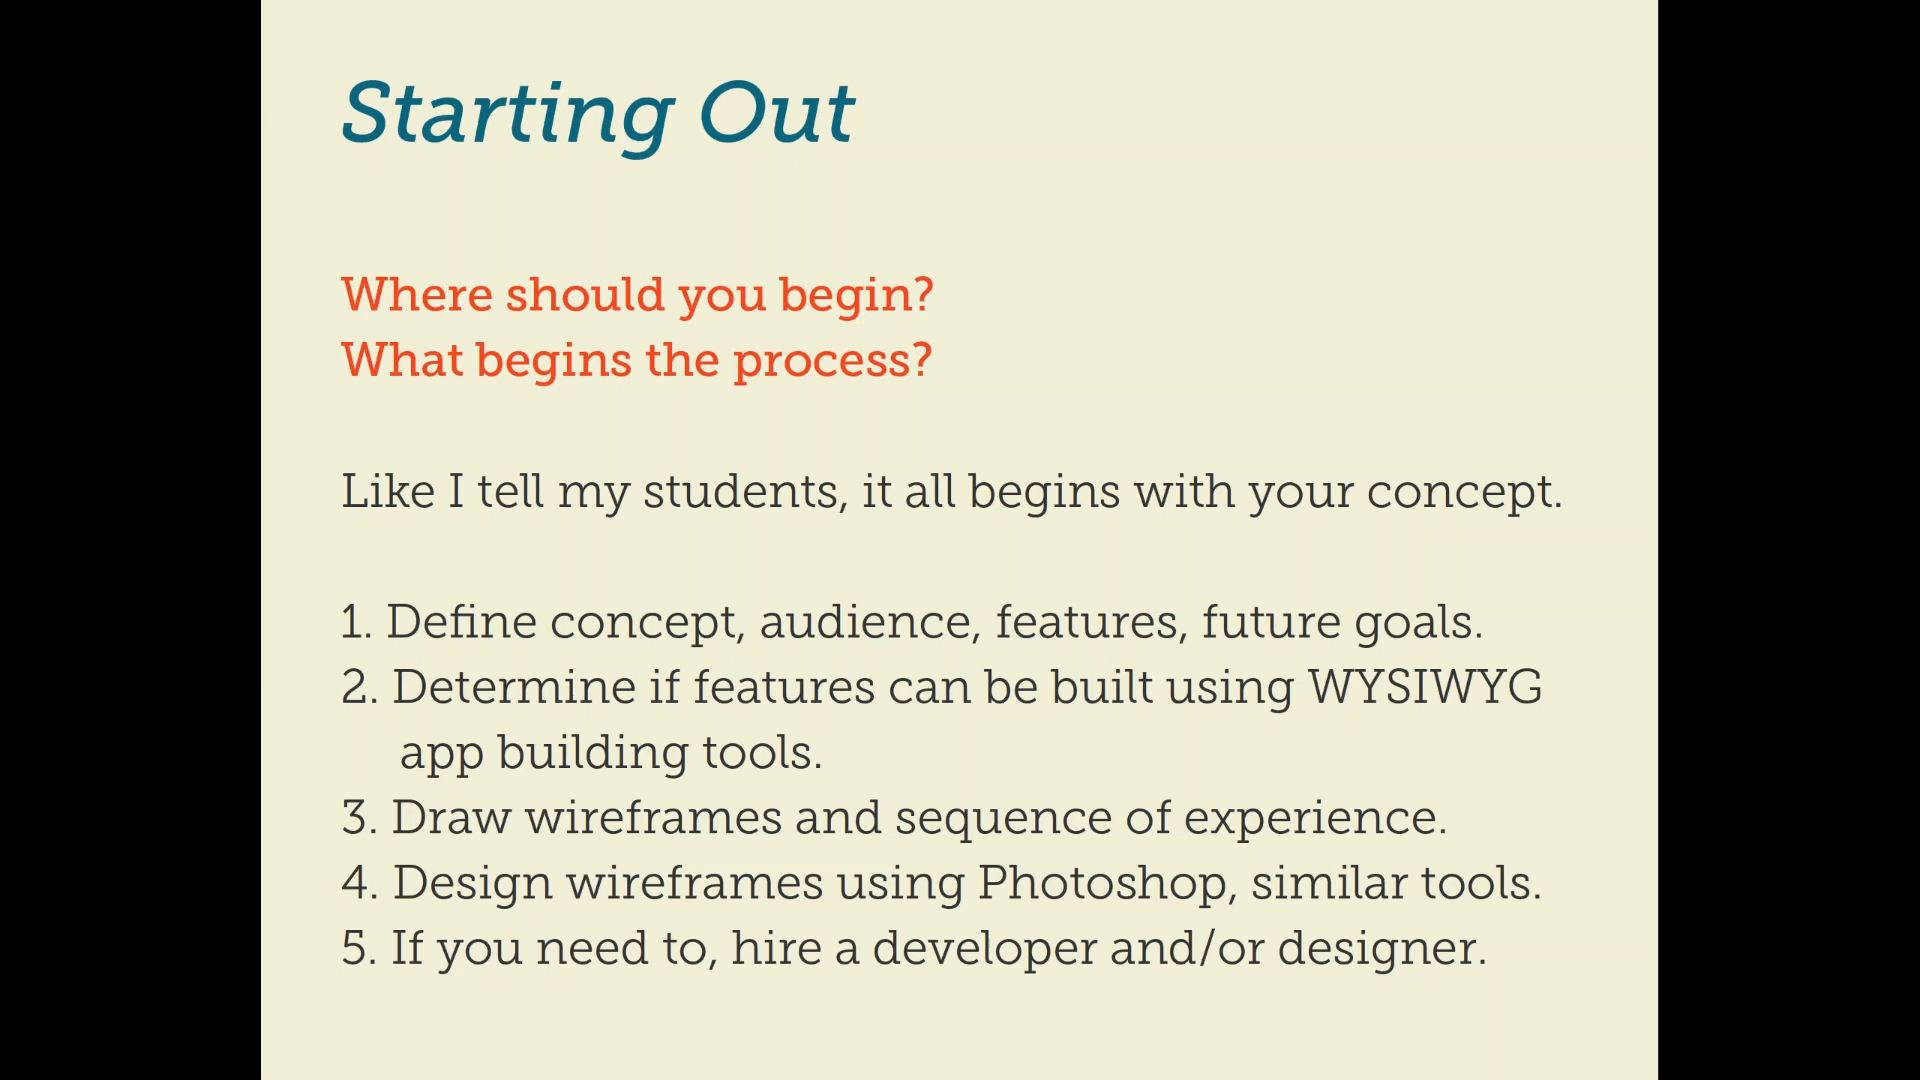 Starting Out
Where should you begin?
What begins the process?
Like I tell my students, it all begins with your concept.
1. Define concept, audience, features, future goals.
2. Determine if features can be built using WYSIWYG
app building tools.
3. Draw wireframes and sequence of experience.
4. Design wireframes using Photoshop, similar tools.
5. If you need to, hire a developer and/or designer.